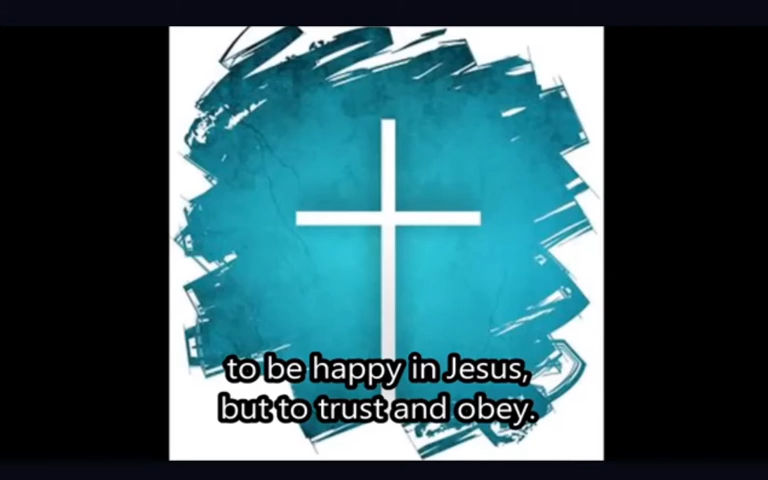 to be happy in Jesus,
but to trust and obey.